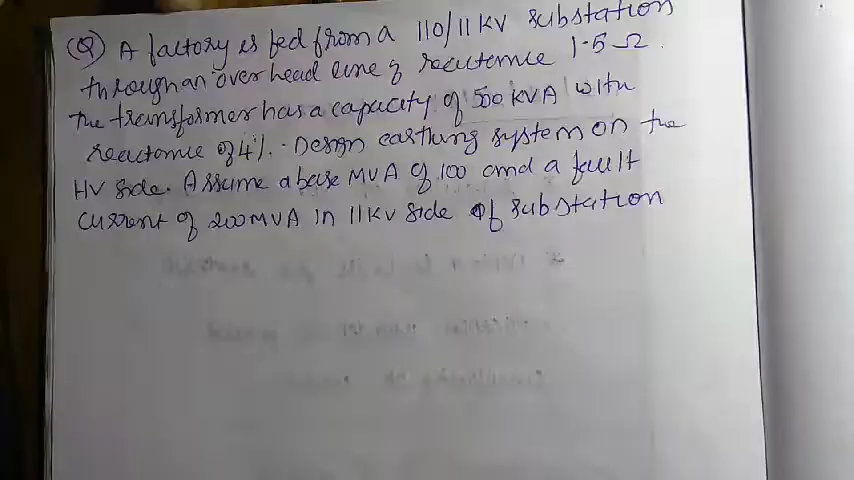 (Q) A factory is fed from a 110/11 KV substation
through an over head line of reactance 1.5 Ω.
The transformer has a capacity of 500 KVA with
reactance of 4%. Design earthing system on the
HV side. Assume a base MVA of 100 and a fault
current of 200 MVA in 11 KV side of substation